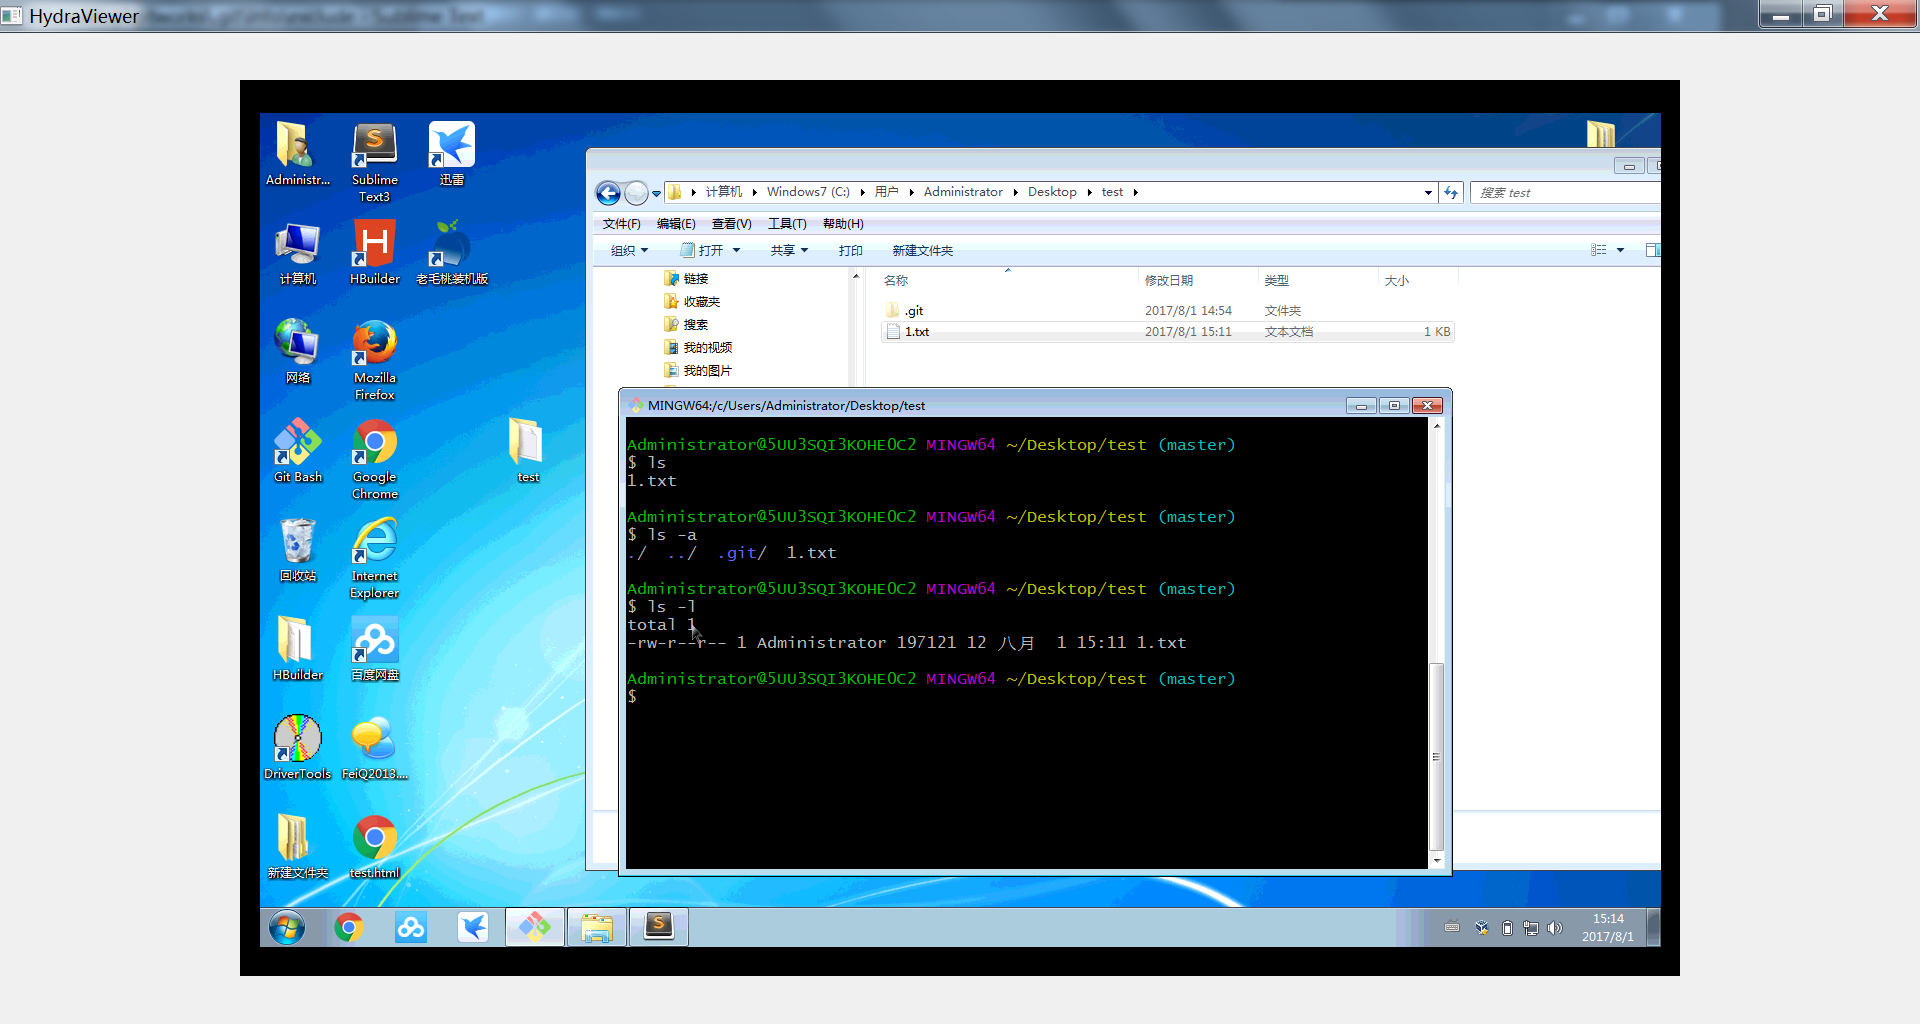 HydraViewer
Administr...
Sublime Text3
迅雷
计算机
HBuilder
老毛桃装机版
网络
Mozilla Firefox
Git Bash
Google Chrome
test
回收站
Internet Explorer
HBuilder
百度网盘
DriverTools
FeiQ2013....
新建文件夹
test.html
计算机 Windows7 (C:) 用户 Administrator Desktop test
搜索 test
文件(F) 编辑(E) 查看(V) 工具(T) 帮助(H)
组织 打开 共享 打印 新建文件夹
链接
收藏夹
搜索
我的视频
我的图片
名称 修改日期 类型 大小
.git 2017/8/1 14:54 文件夹
1.txt 2017/8/1 15:11 文本文档 1 KB
MINGW64:/c/Users/Administrator/Desktop/test
Administrator@5UU3SQI3KOHE0C2 MINGW64 ~/Desktop/test (master)
$ ls
1.txt
Administrator@5UU3SQI3KOHE0C2 MINGW64 ~/Desktop/test (master)
$ ls -a
./ ../ .git/ 1.txt
Administrator@5UU3SQI3KOHE0C2 MINGW64 ~/Desktop/test (master)
$ ls -l
total 1
-rw-r--r-- 1 Administrator 197121 12 八月 1 15:11 1.txt
Administrator@5UU3SQI3KOHE0C2 MINGW64 ~/Desktop/test (master)
$
15:14
2017/8/1